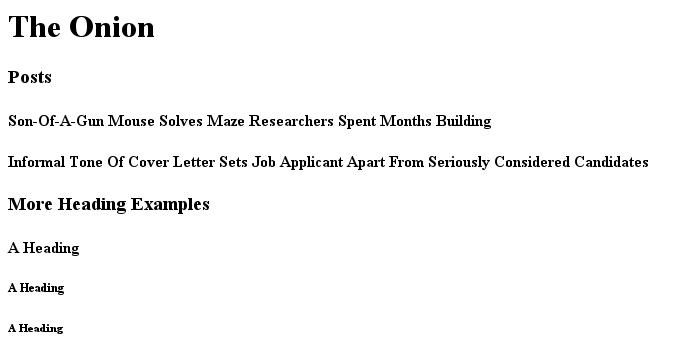 The Onion
Posts
Son-Of-A-Gun Mouse Solves Maze Researchers Spent Months Building
Informal Tone Of Cover Letter Sets Job Applicant Apart From Seriously Considered Candidates
More Heading Examples
A Heading
A Heading
A Heading